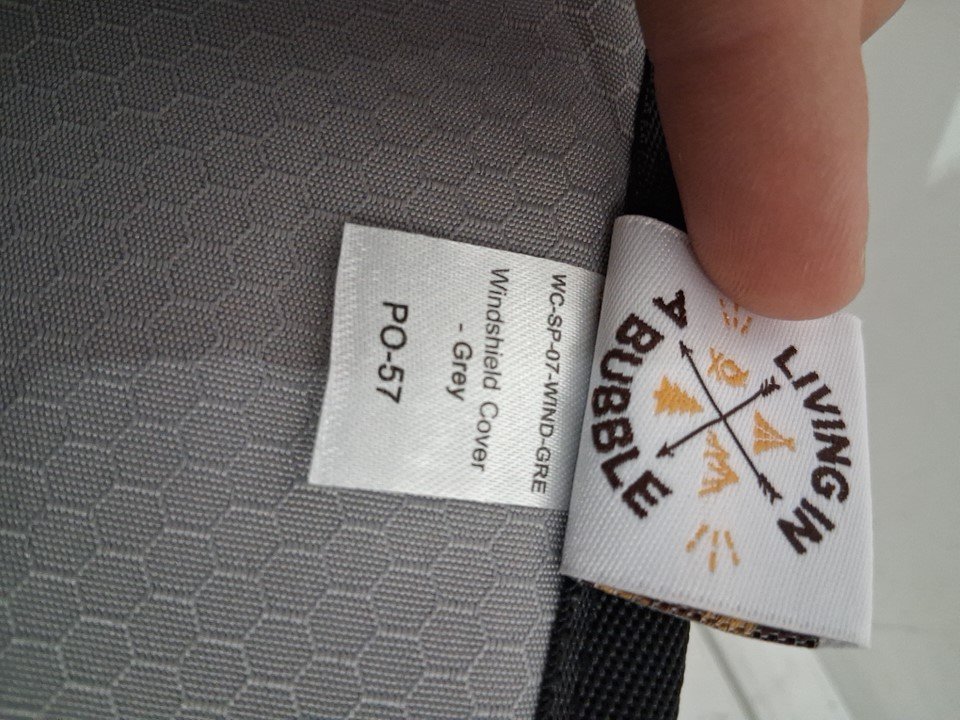 WC-SP-07-WIND-GRE
Windshield Cover
- Grey
PO-57
LIVING IN
A BUBBLE